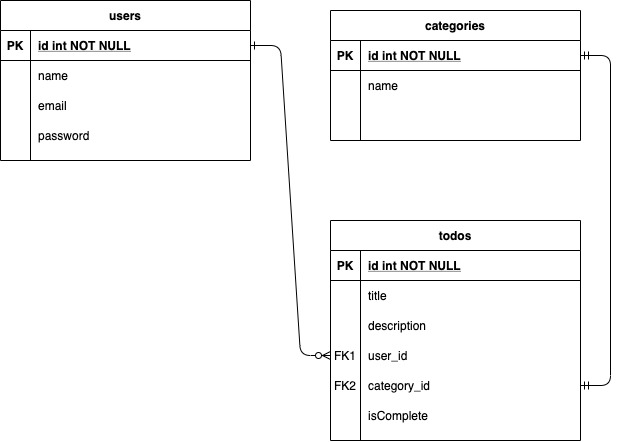 users
PK id int NOT NULL
name
email
password
categories
PK id int NOT NULL
name
todos
PK id int NOT NULL
title
description
FK1 user_id
FK2 category_id
isComplete